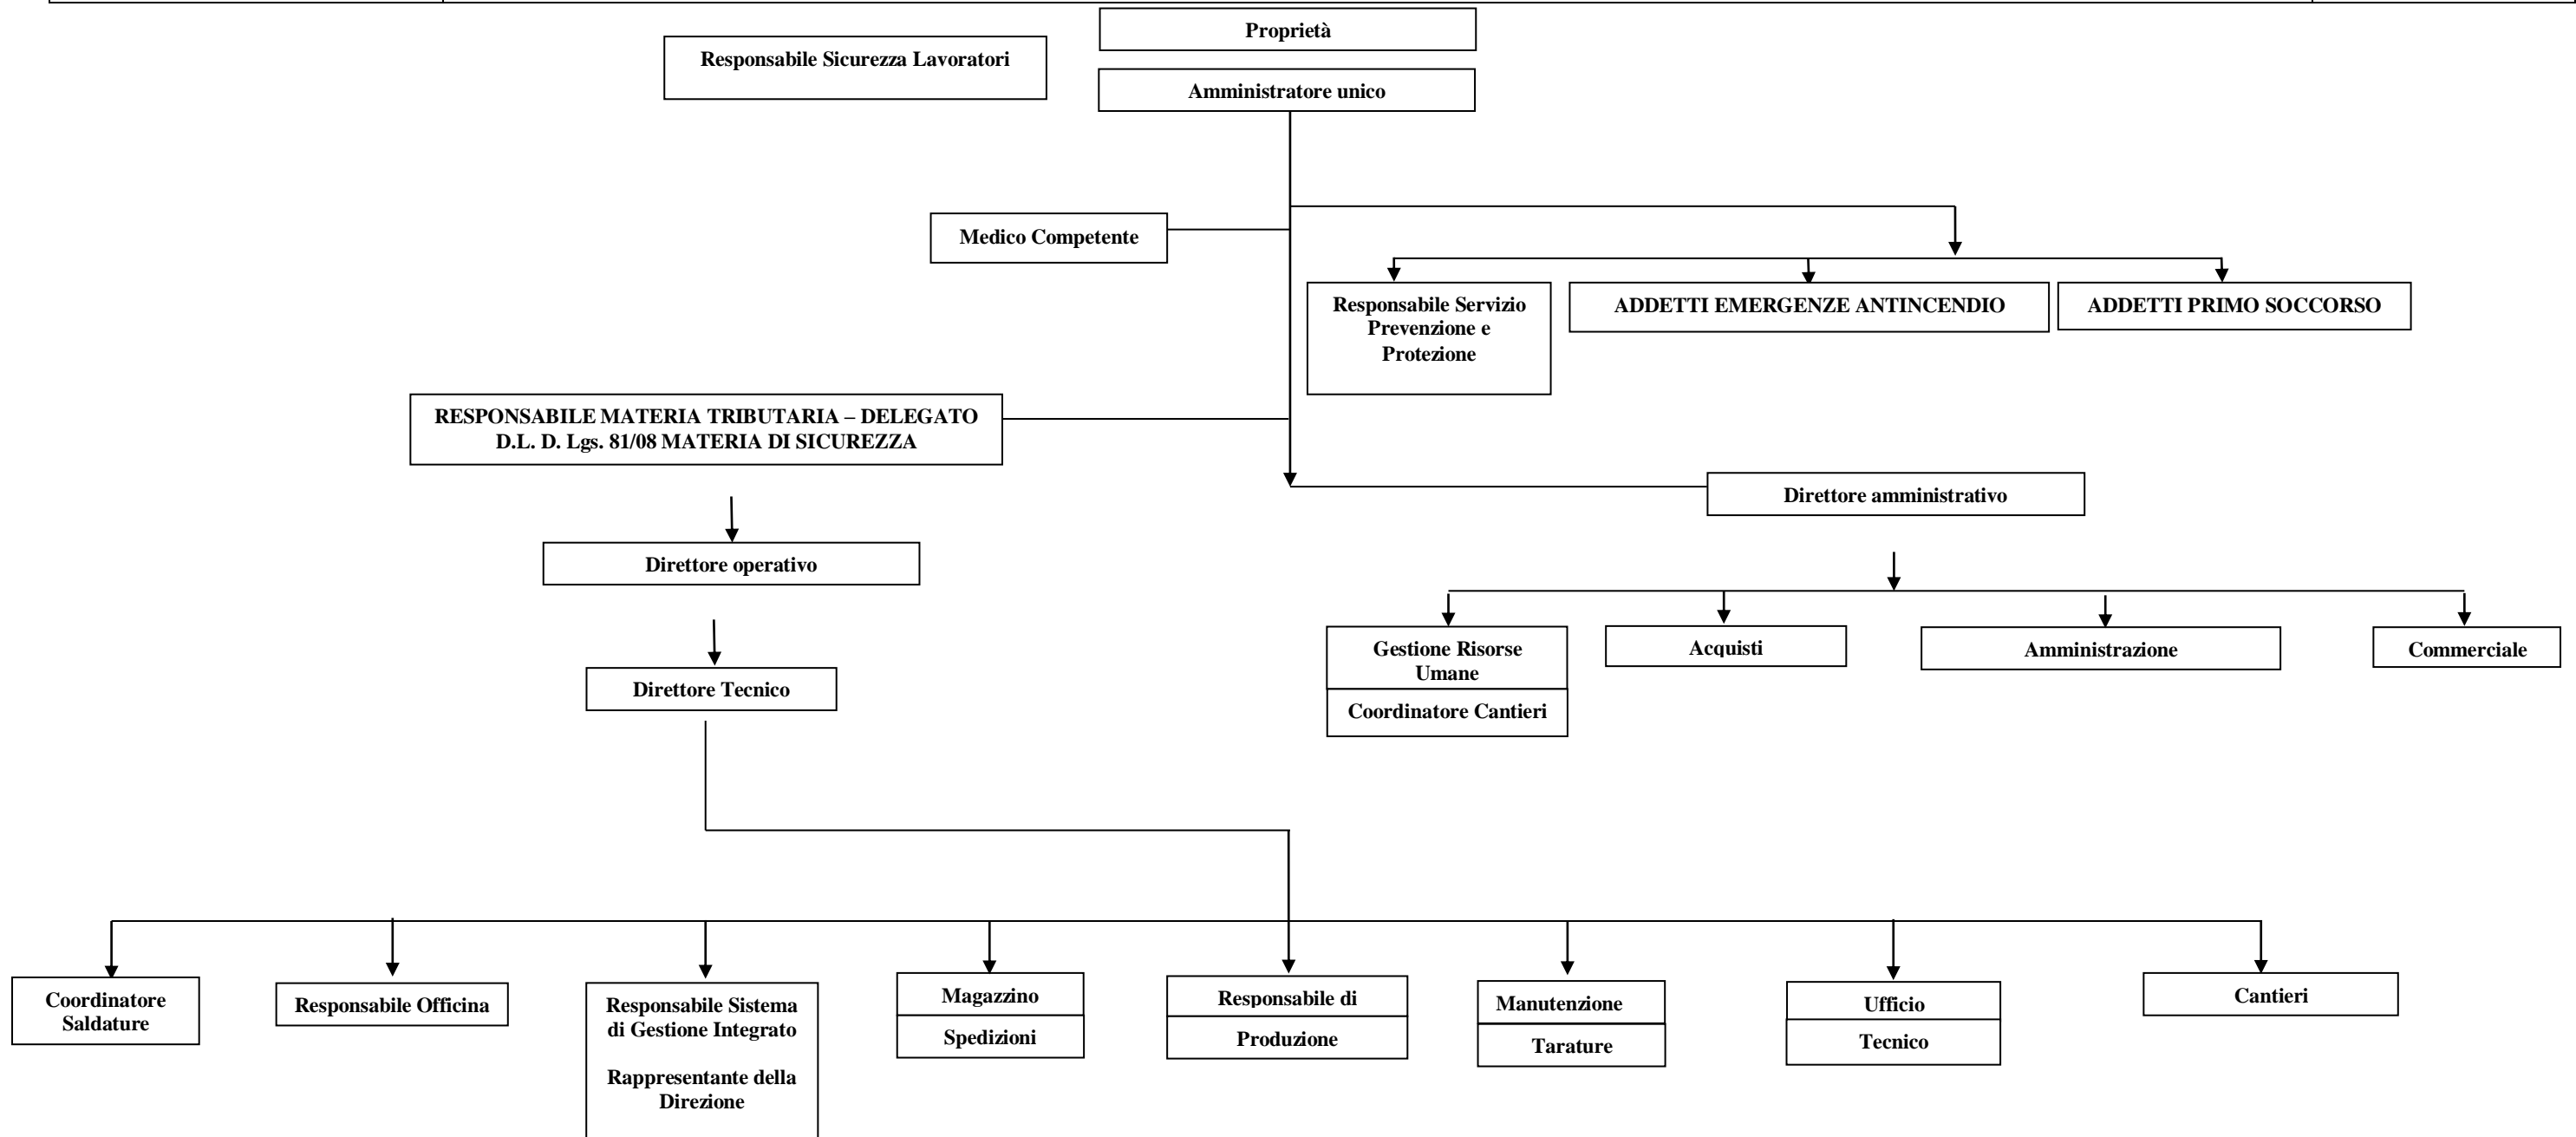 Proprietà
Responsabile Sicurezza Lavoratori
Amministratore unico
Medico Competente
Responsabile Servizio
Prevenzione e
Protezione
ADDETTI EMERGENZE ANTINCENDIO
ADDETTI PRIMO SOCCORSO
RESPONSABILE MATERIA TRIBUTARIA – DELEGATO
D.L. D. Lgs. 81/08 MATERIA DI SICUREZZA
Direttore amministrativo
Direttore operativo
Gestione Risorse
Umane
Coordinatore Cantieri
Acquisti
Amministrazione
Commerciale
Direttore Tecnico
Coordinatore
Saldature
Responsabile Officina
Responsabile Sistema
di Gestione Integrato
Rappresentante della
Direzione
Magazzino
Spedizioni
Responsabile di
Produzione
Manutenzione
Tarature
Ufficio
Tecnico
Cantieri